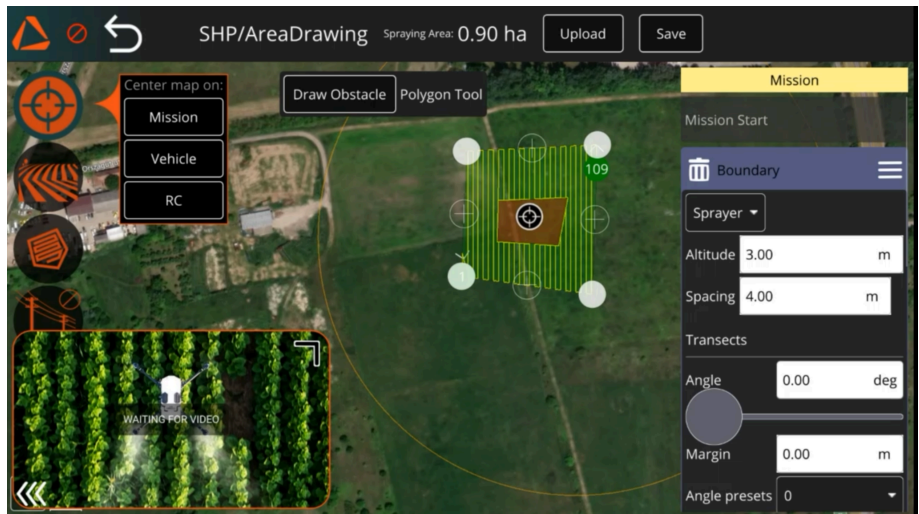 SHP/AreaDrawing
Spraying Area: 0.90 ha
Upload
Save
Center map on:
Mission
Vehicle
RC
Draw Obstacle
Polygon Tool
109
1
WAITING FOR VIDEO
Mission
Mission Start
Boundary
Sprayer
Altitude 3.00 m
Spacing 4.00 m
Transects
Angle 0.00 deg
Margin 0.00 m
Angle presets 0